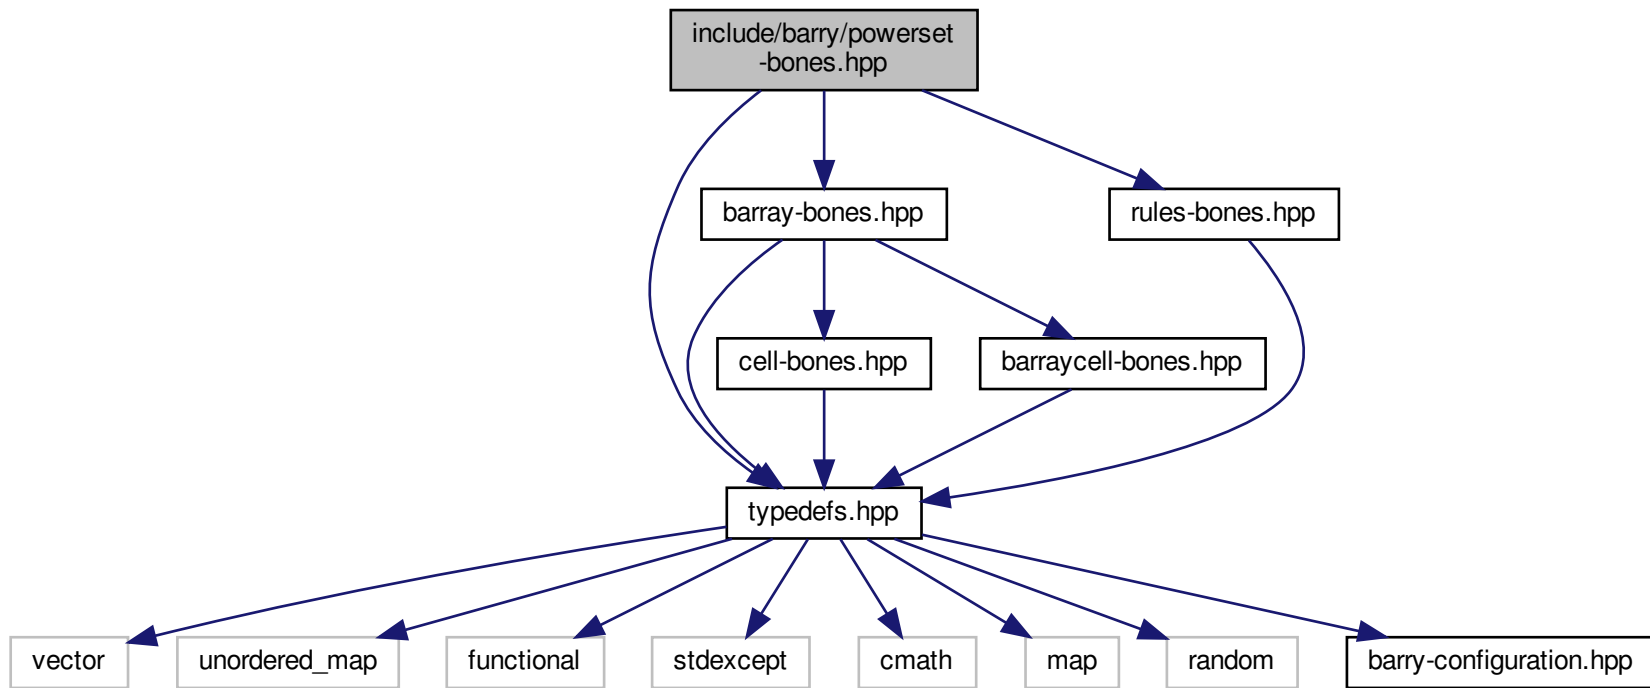 include/barry/powerset
-bones.hpp
barray-bones.hpp
rules-bones.hpp
cell-bones.hpp
barraycell-bones.hpp
typedefs.hpp
vector
unordered_map
functional
stdexcept
cmath
map
random
barry-configuration.hpp